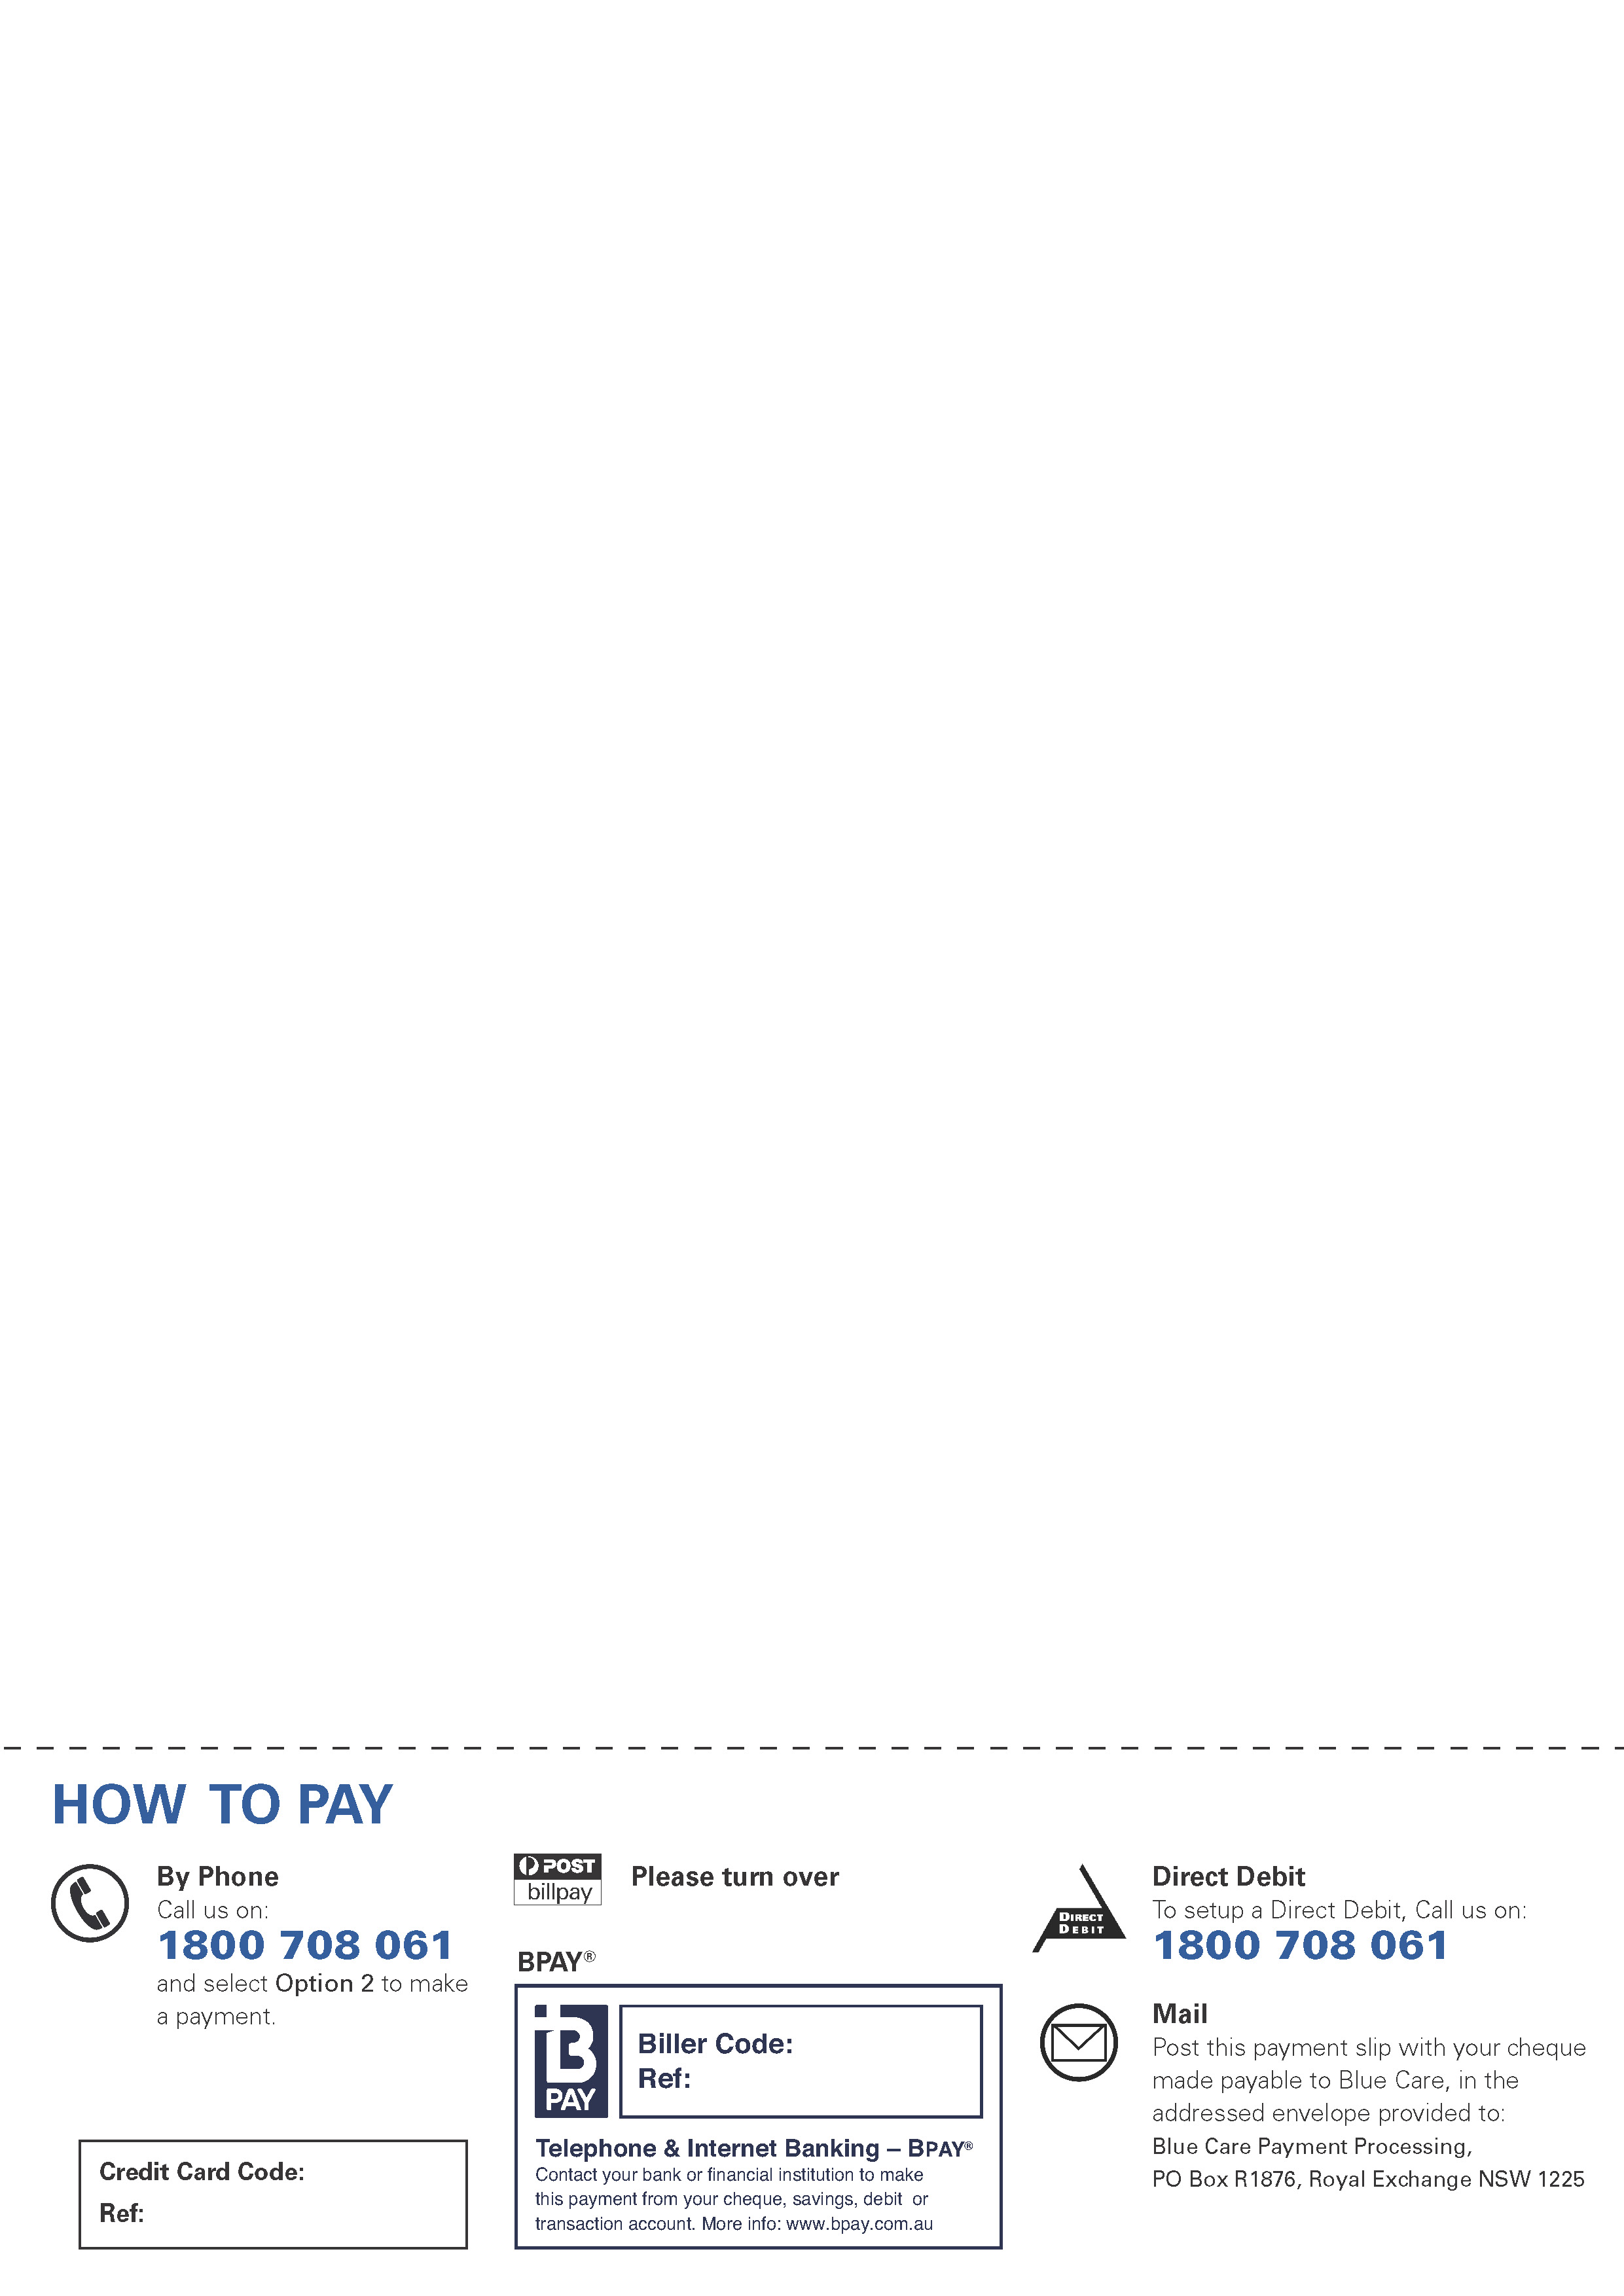 HOW TO PAY
By Phone
Call us on:
1800 708 061
and select Option 2 to make
a payment.
Credit Card Code:
Ref:
POST
billpay
Please turn over
BPAY®
B
PAY
Biller Code:
Ref:
Telephone & Internet Banking – BPAY®
Contact your bank or financial institution to make
this payment from your cheque, savings, debit or
transaction account. More info: www.bpay.com.au
DIRECT
DEBIT
Direct Debit
To setup a Direct Debit, Call us on:
1800 708 061
Mail
Post this payment slip with your cheque
made payable to Blue Care, in the
addressed envelope provided to:
Blue Care Payment Processing,
PO Box R1876, Royal Exchange NSW 1225